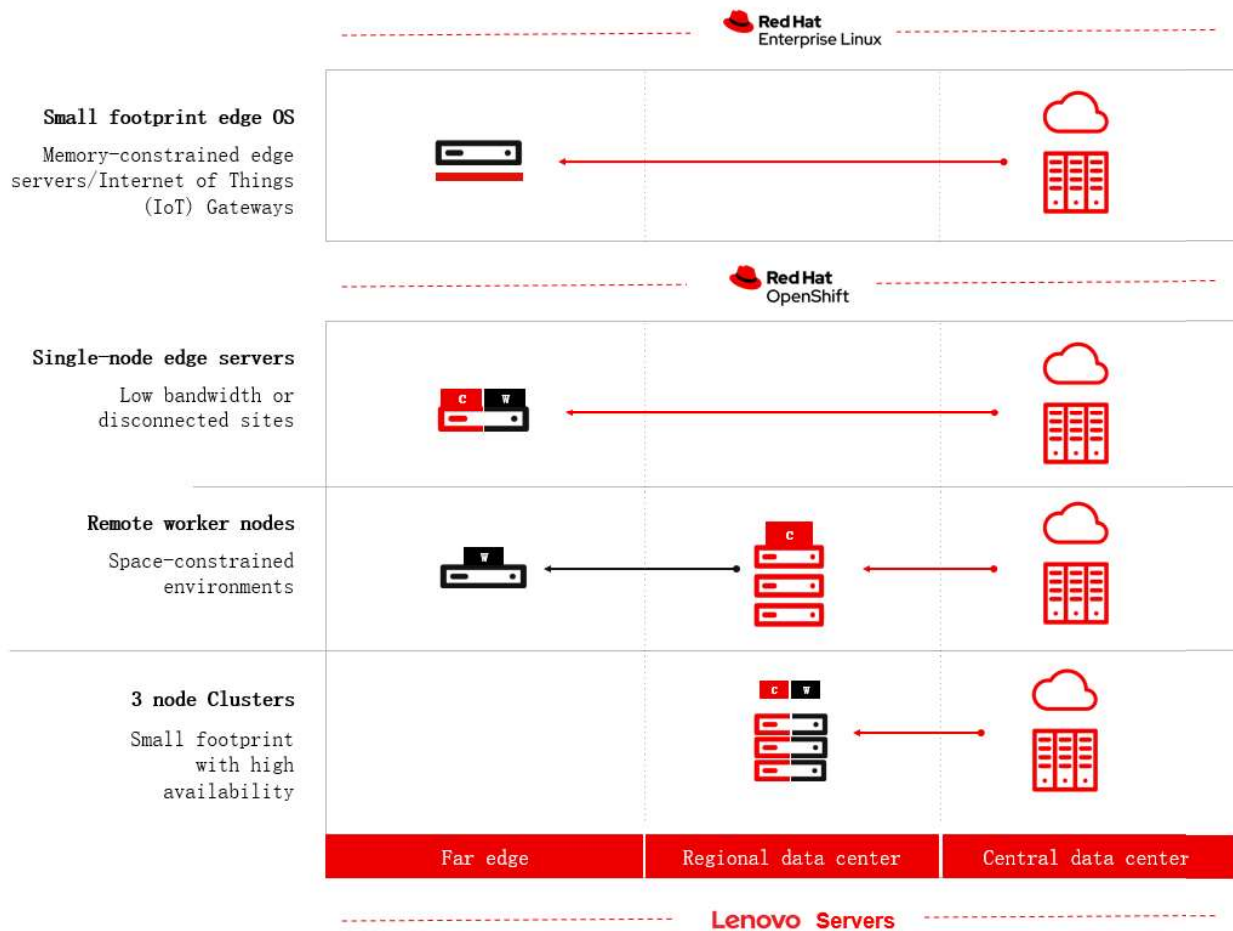 Red Hat
Enterprise Linux
Small footprint edge OS
Memory-constrained edge
servers/Internet of Things
(IoT) Gateways
Red Hat
OpenShift
Single-node edge servers
Low bandwidth or
disconnected sites
C W
Remote worker nodes
Space-constrained
environments
W
C
3 node Clusters
Small footprint
with high
availability
C W
Far edge
Regional data center
Central data center
Lenovo Servers